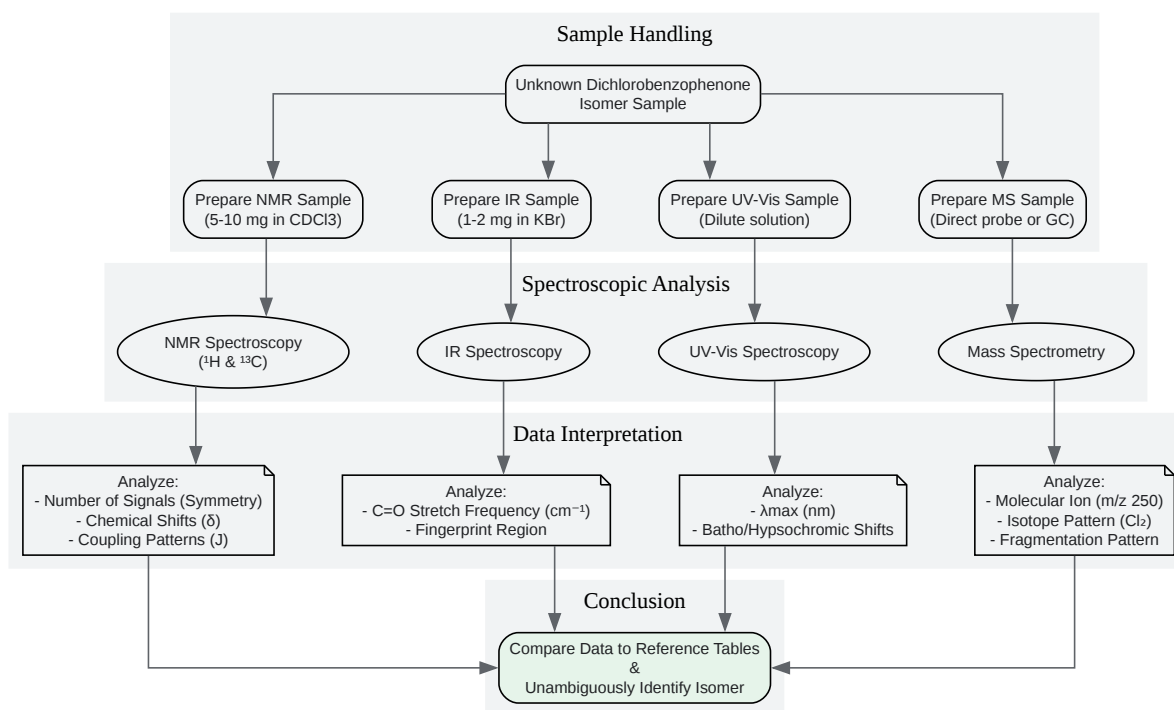 Sample Handling
Unknown Dichlorobenzophenone
Isomer Sample
Prepare NMR Sample
(5-10 mg in CDCl3)
Prepare IR Sample
(1-2 mg in KBr)
Prepare UV-Vis Sample
(Dilute solution)
Prepare MS Sample
(Direct probe or GC)
Spectroscopic Analysis
NMR Spectroscopy
(¹H & ¹³C)
IR Spectroscopy
UV-Vis Spectroscopy
Mass Spectrometry
Data Interpretation
Analyze:
- Number of Signals (Symmetry)
- Chemical Shifts (δ)
- Coupling Patterns (J)
Analyze:
- C=O Stretch Frequency (cm⁻¹)
- Fingerprint Region
Analyze:
- λmax (nm)
- Batho/Hypsochromic Shifts
Analyze:
- Molecular Ion (m/z 250)
- Isotope Pattern (Cl₂)
- Fragmentation Pattern
Conclusion
Compare Data to Reference Tables
&
Unambiguously Identify Isomer